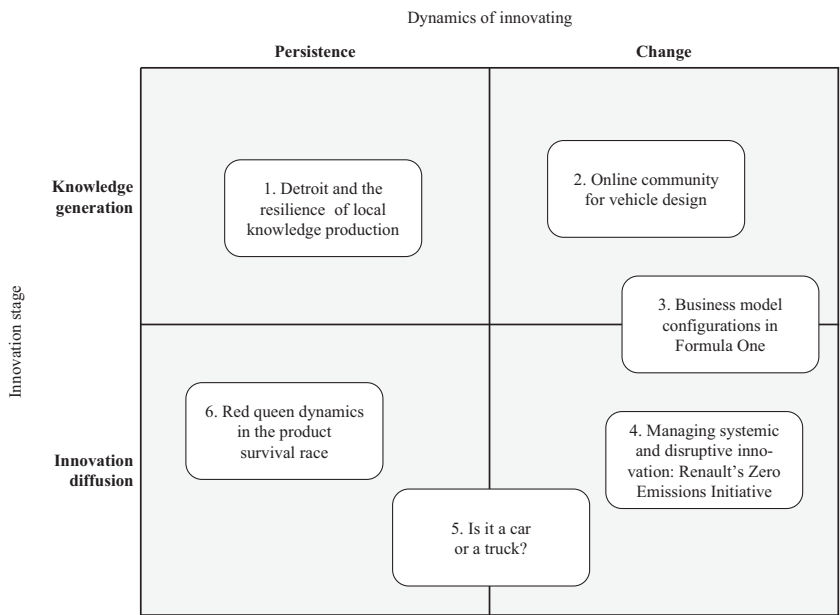 Dynamics of innovating
Persistence
Change
Innovation stage
Knowledge
generation
1. Detroit and the
resilience of local
knowledge production
2. Online community
for vehicle design
3. Business model
configurations in
Formula One
Innovation
diffusion
6. Red queen dynamics
in the product
survival race
4. Managing systemic
and disruptive inno-
vation: Renault's Zero
Emissions Initiative
5. Is it a car
or a truck?